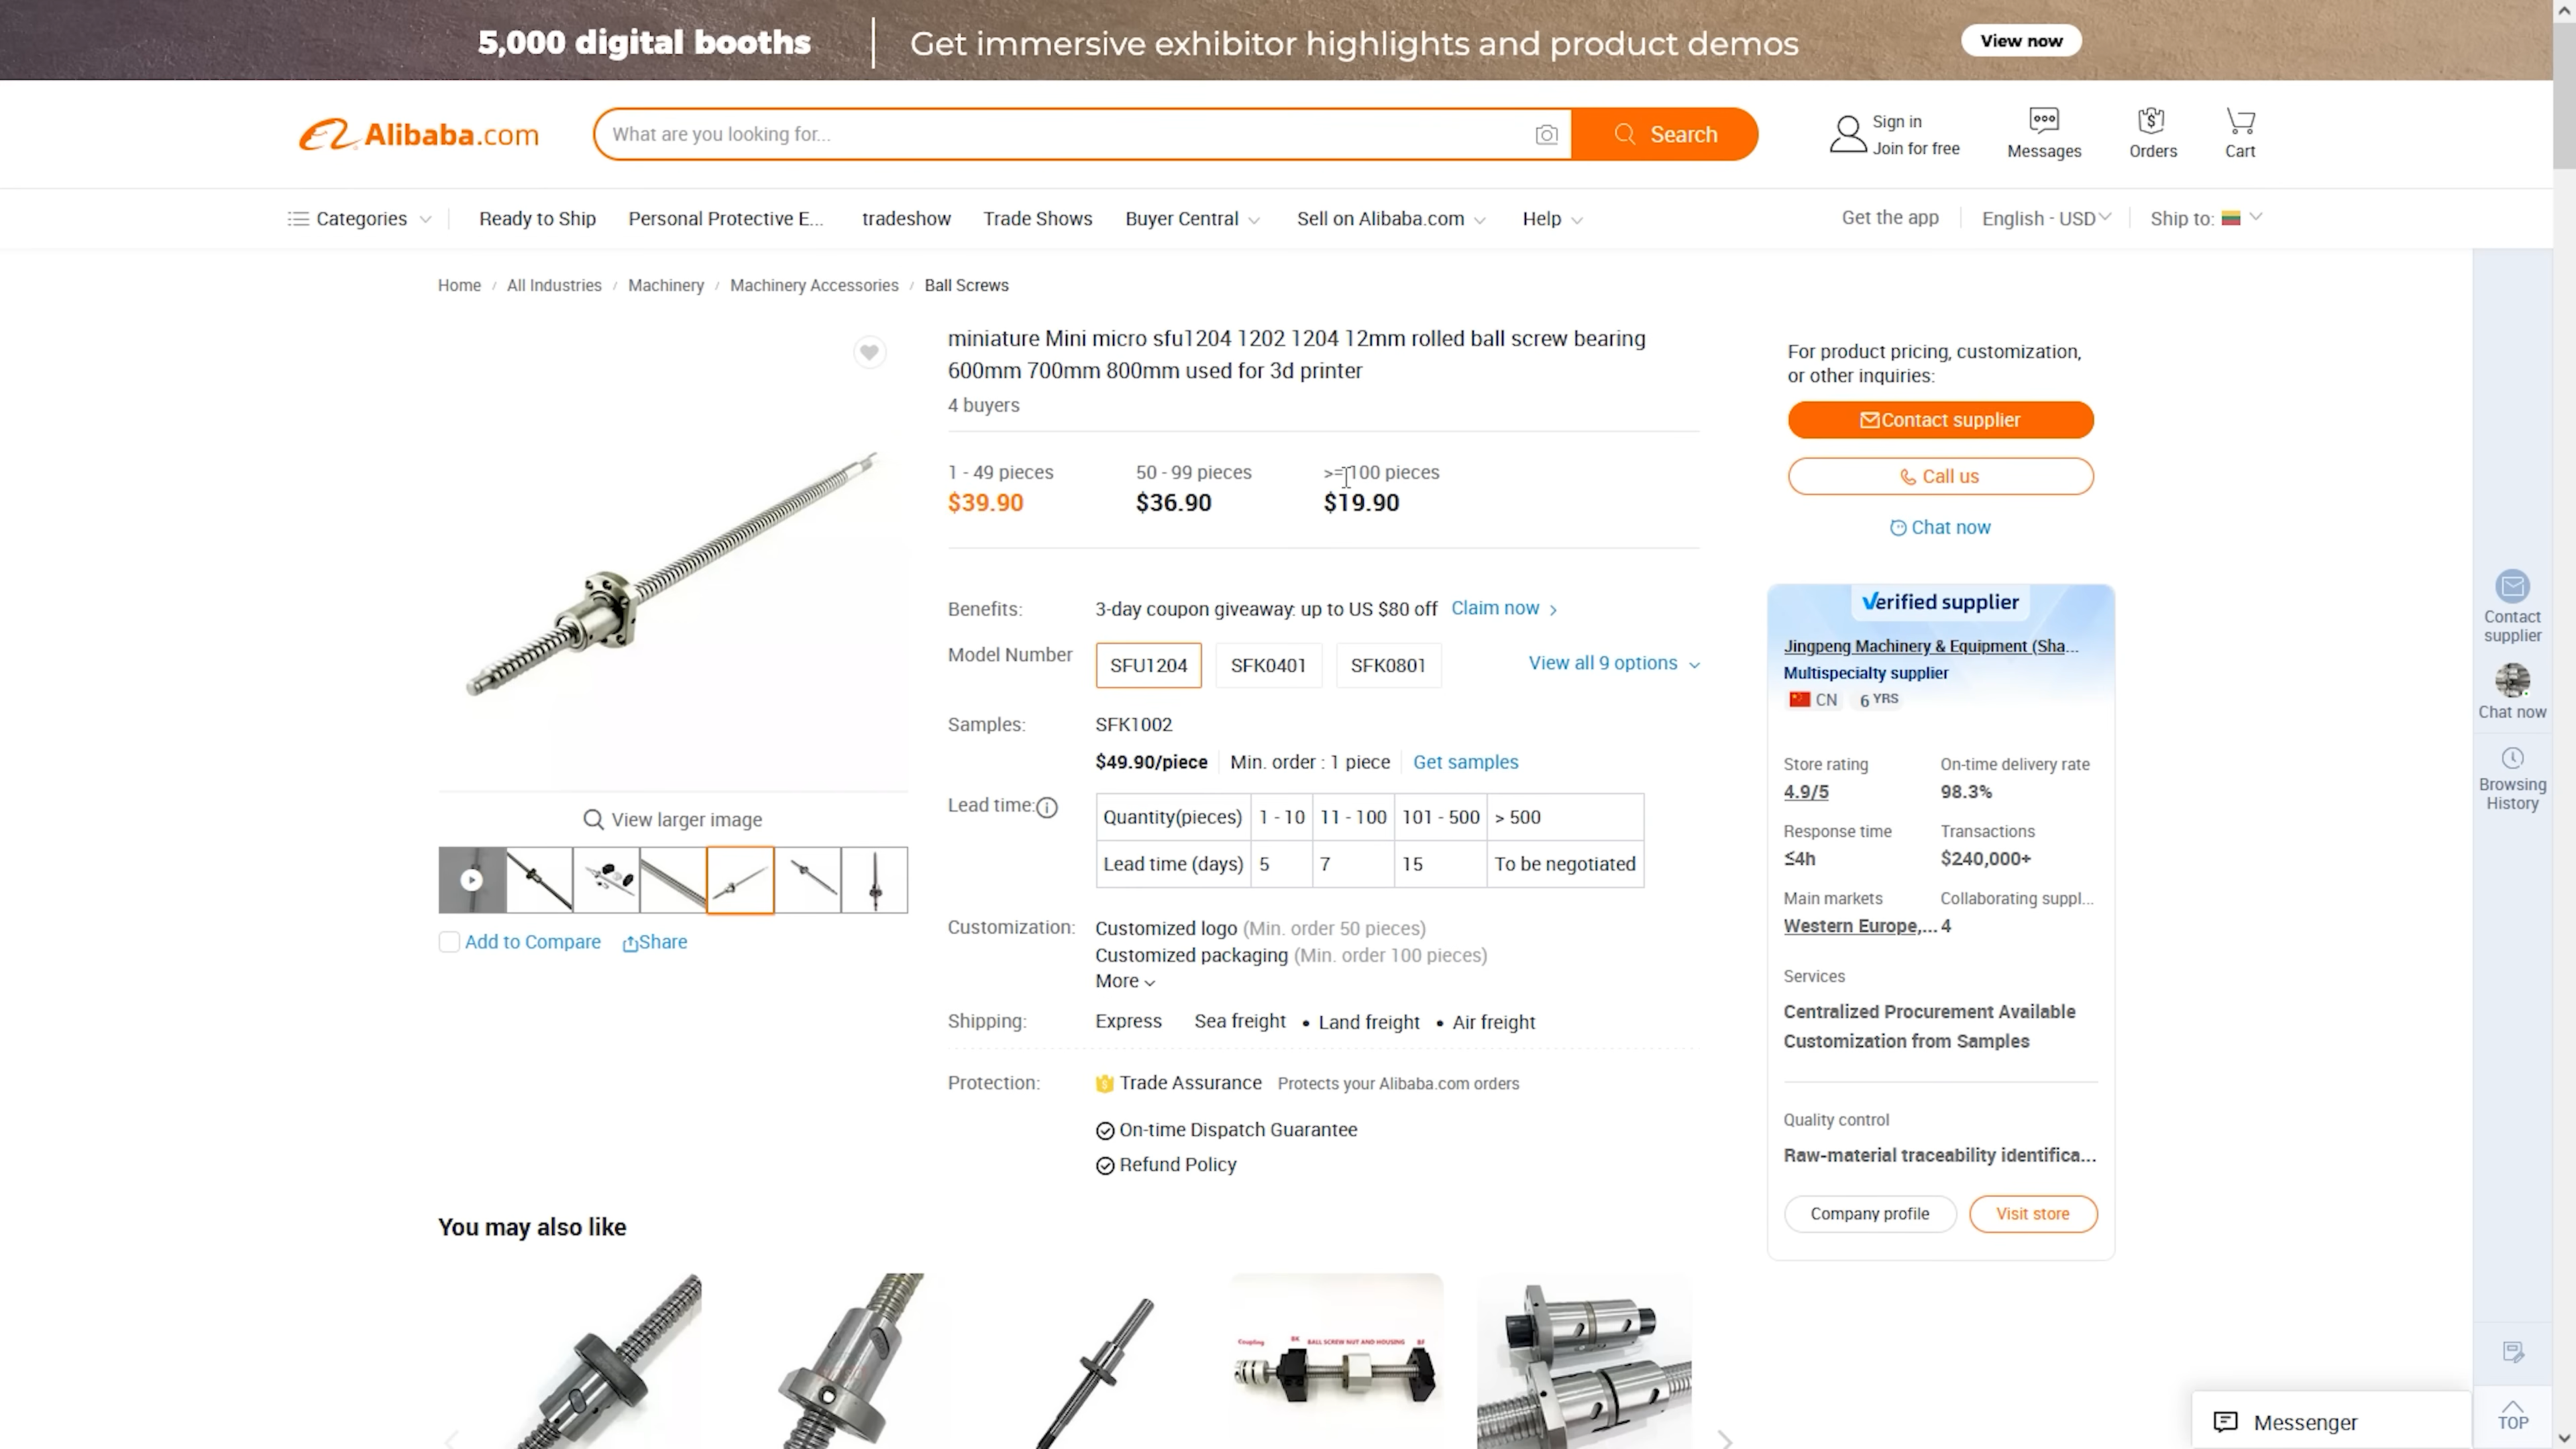 5,000 digital booths
Get immersive exhibitor highlights and product demos
View now
Alibaba.com
What are you looking for...
Search
Sign in
Join for free
Messages
Orders
Cart
Categories
Ready to Ship
Personal Protective E...
tradeshow
Trade Shows
Buyer Central
Sell on Alibaba.com
Help
Get the app
English - USD
Ship to:
Home / All Industries / Machinery / Machinery Accessories / Ball Screws
miniature Mini micro sfu1204 1202 1204 12mm rolled ball screw bearing
600mm 700mm 800mm used for 3d printer
4 buyers
1 - 49 pieces
$39.90
50 - 99 pieces
$36.90
>= 100 pieces
$19.90
Benefits:
3-day coupon giveaway: up to US $80 off
Claim now >
Model Number
SFU1204
SFK0401
SFK0801
View all 9 options
Samples:
SFK1002
$49.90/piece
Min. order : 1 piece
Get samples
Lead time:
Quantity(pieces) 1 - 10 11 - 100 101 - 500 > 500
Lead time (days) 5 7 15 To be negotiated
Customization:
Customized logo (Min. order 50 pieces)
Customized packaging (Min. order 100 pieces)
More
Shipping:
Express Sea freight • Land freight • Air freight
Protection:
Trade Assurance Protects your Alibaba.com orders
On-time Dispatch Guarantee
Refund Policy
View larger image
Add to Compare
Share
For product pricing, customization,
or other inquiries:
Contact supplier
Call us
Chat now
Verified supplier
Jingpeng Machinery & Equipment (Sha...
Multispecialty supplier
CN 6 YRS
Store rating
4.9/5
On-time delivery rate
98.3%
Response time
≤4h
Transactions
$240,000+
Main markets
Western Europe,...
Collaborating suppl...
4
Services
Centralized Procurement Available
Customization from Samples
Quality control
Raw-material traceability identifica...
Company profile
Visit store
Contact
supplier
Chat now
Browsing
History
You may also like
Coupling
BK
BALL SCREW NUT AND HOUSING
BF
Messenger
TOP